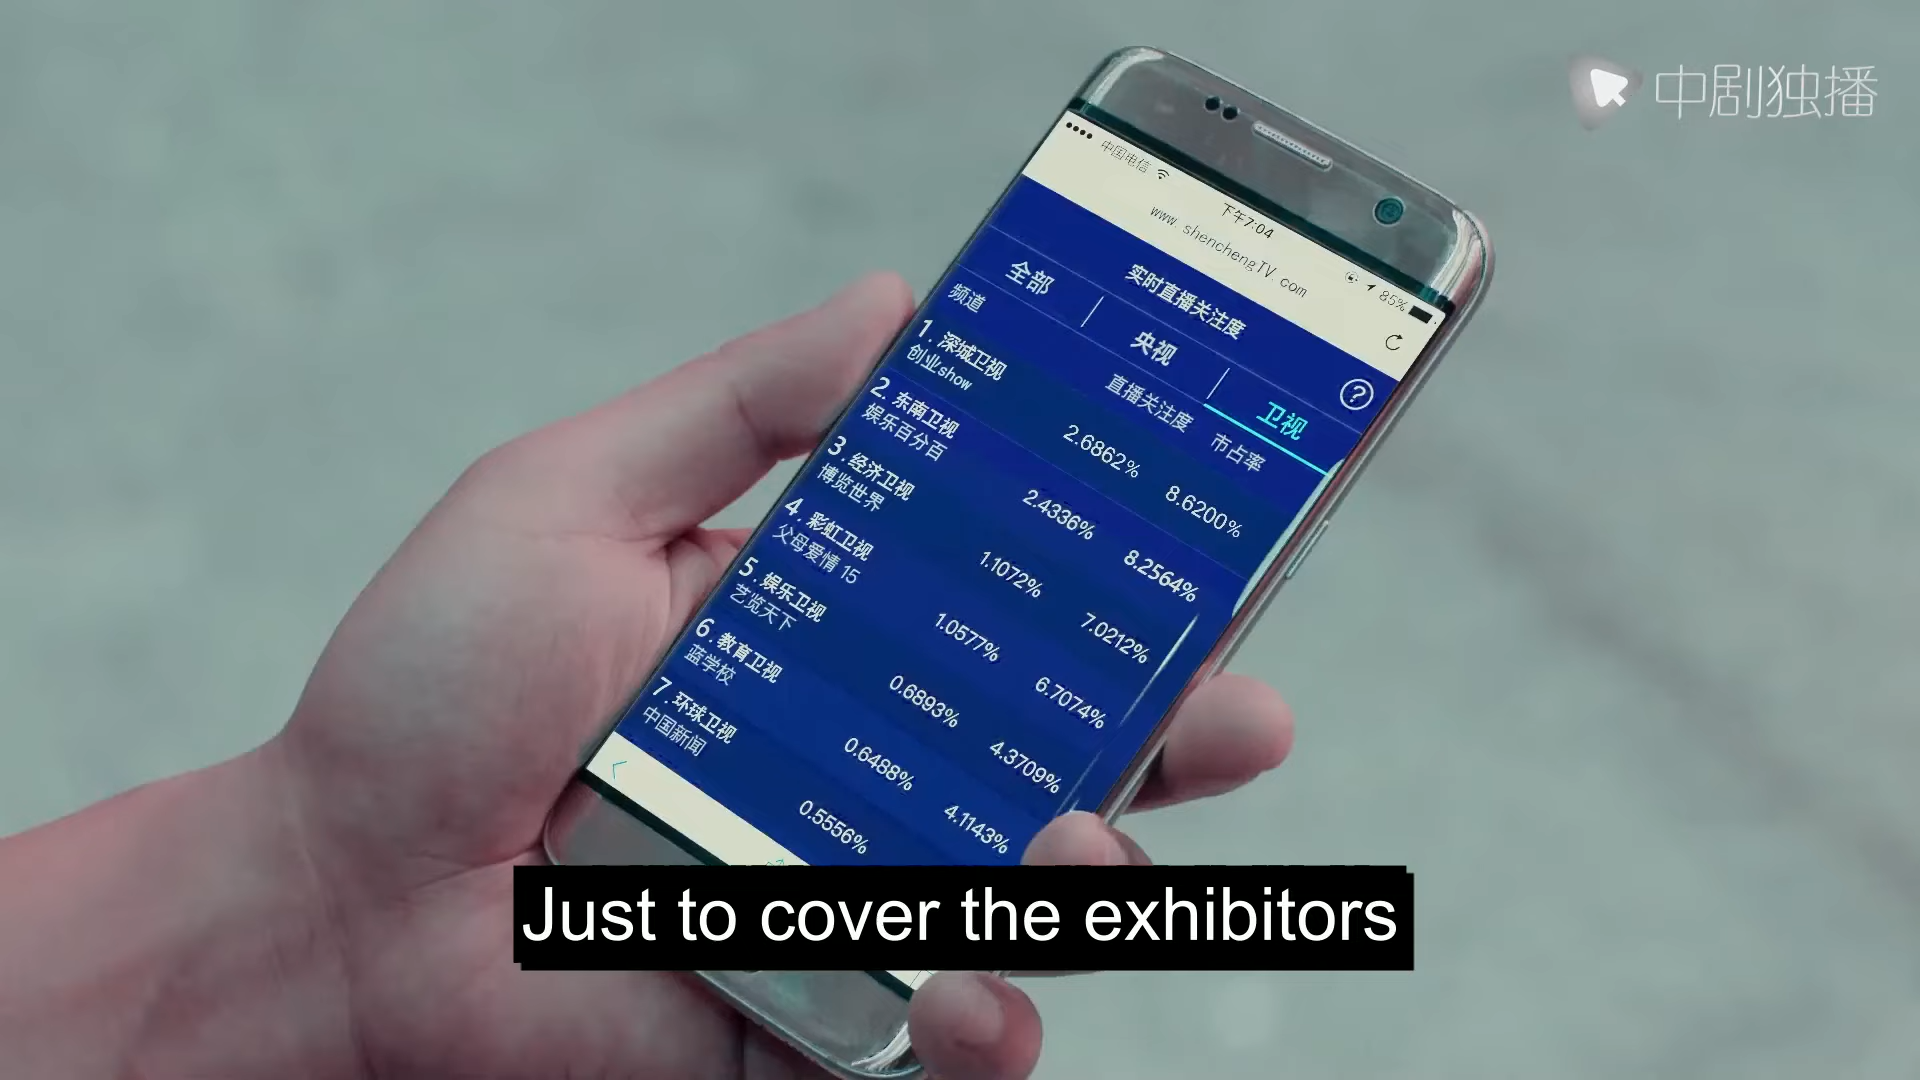 中剧独播
中国电信
下午7:04
85%
www.shenchengTV.com
实时直播关注度
?
全部
央视
卫视
频道
直播关注度
市占率
1.深城卫视
创业show
2.6862%
8.6200%
2.东南卫视
娱乐百分百
2.4336%
8.2564%
3.经济卫视
博览世界
1.1072%
7.0212%
4.彩虹卫视
父母爱情 15
1.0577%
6.7074%
5.娱乐卫视
艺览天下
0.6893%
4.3709%
6.教育卫视
蓝学校
0.6488%
4.1143%
7.环球卫视
中国新闻
0.5556%
Just to cover the exhibitors